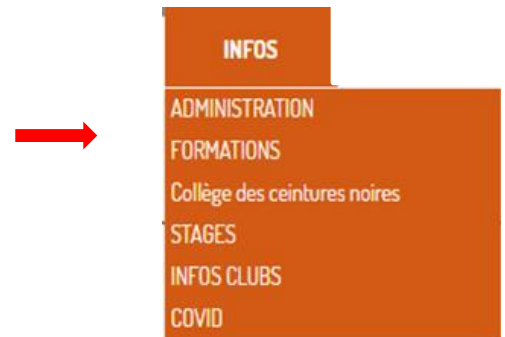 INFOS
ADMINISTRATION
FORMATIONS
Collège des ceintures noires
STAGES
INFOS CLUBS
COVID